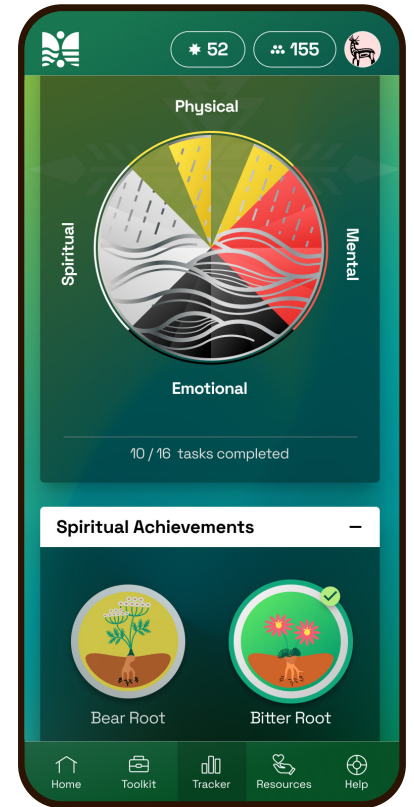 52 155
Physical
Spiritual
Mental
Emotional
10 / 16 tasks completed
Spiritual Achievements
Bear Root Bitter Root
Home Toolkit Tracker Resources Help